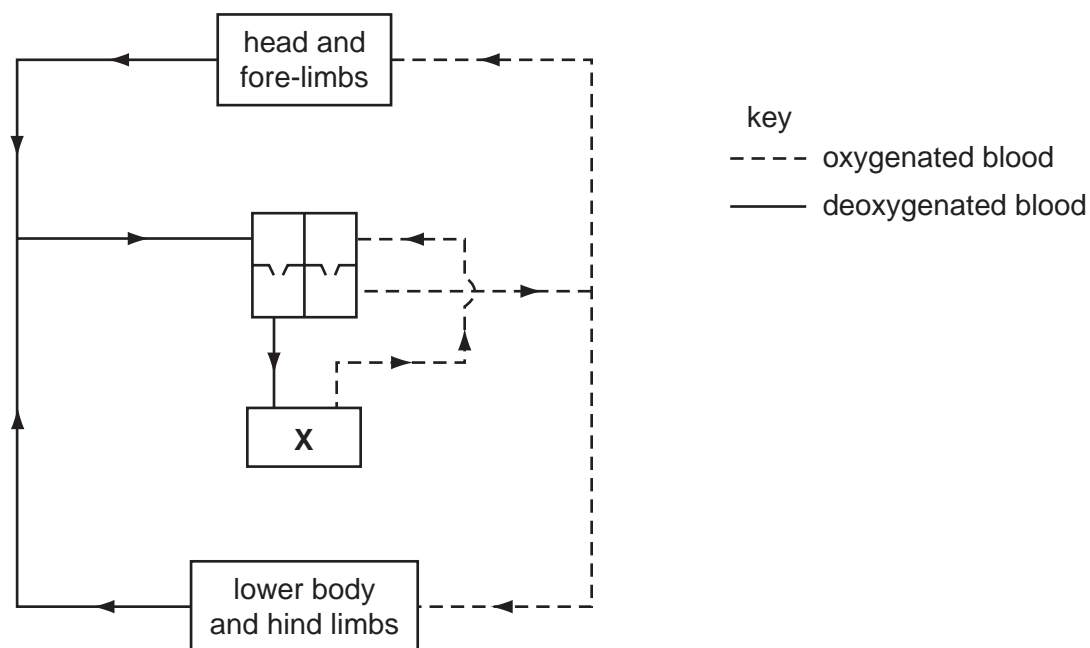 head and
fore-limbs
key
oxygenated blood
deoxygenated blood
X
lower body
and hind limbs